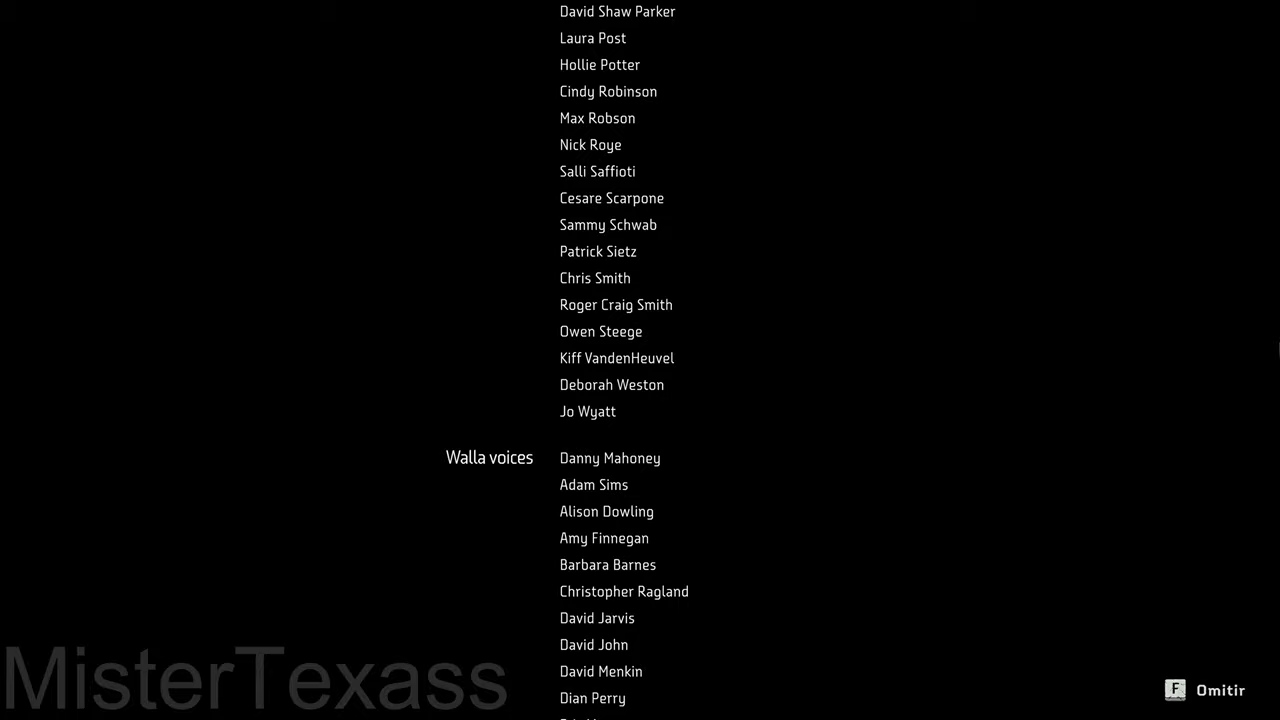 David Shaw Parker
Laura Post
Hollie Potter
Cindy Robinson
Max Robson
Nick Roye
Salli Saffioti
Cesare Scarpone
Sammy Schwab
Patrick Sietz
Chris Smith
Roger Craig Smith
Owen Steege
Kiff VandenHeuvel
Deborah Weston
Jo Wyatt
Walla voices Danny Mahoney
Adam Sims
Alison Dowling
Amy Finnegan
Barbara Barnes
Christopher Ragland
David Jarvis
David John
David Menkin
Dian Perry
MisterTexass
F Omitir